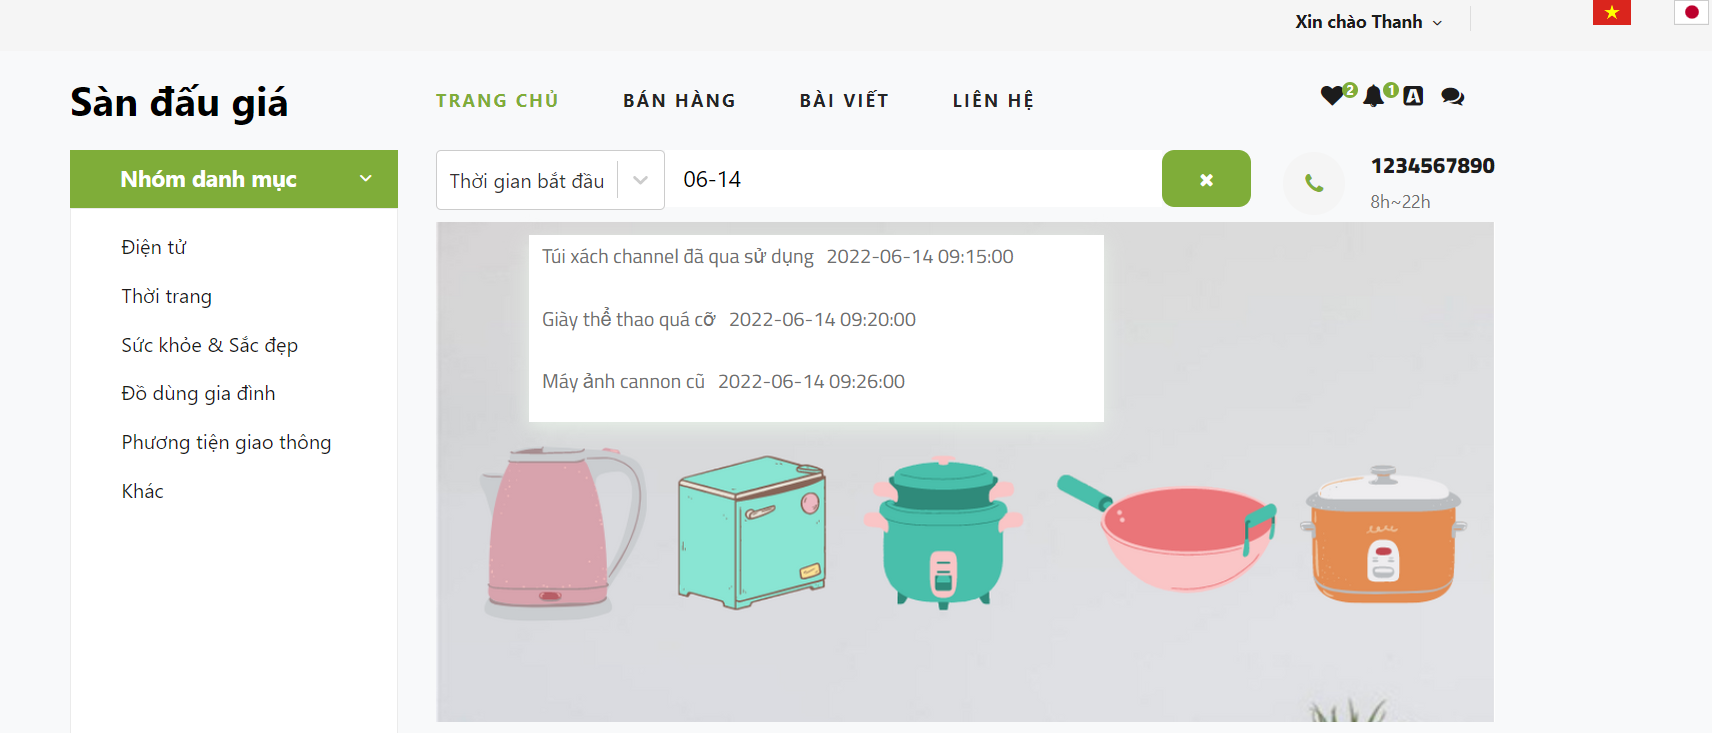 Xin chào Thanh
Sàn đấu giá
TRANG CHỦ
BÁN HÀNG
BÀI VIẾT
LIÊN HỆ
2
1
A
Nhóm danh mục
Thời gian bắt đầu
06-14
1234567890
8h~22h
Điện tử
Thời trang
Sức khỏe & Sắc đẹp
Đồ dùng gia đình
Phương tiện giao thông
Khác
Túi xách channel đã qua sử dụng 2022-06-14 09:15:00
Giày thể thao quá cỡ 2022-06-14 09:20:00
Máy ảnh cannon cũ 2022-06-14 09:26:00